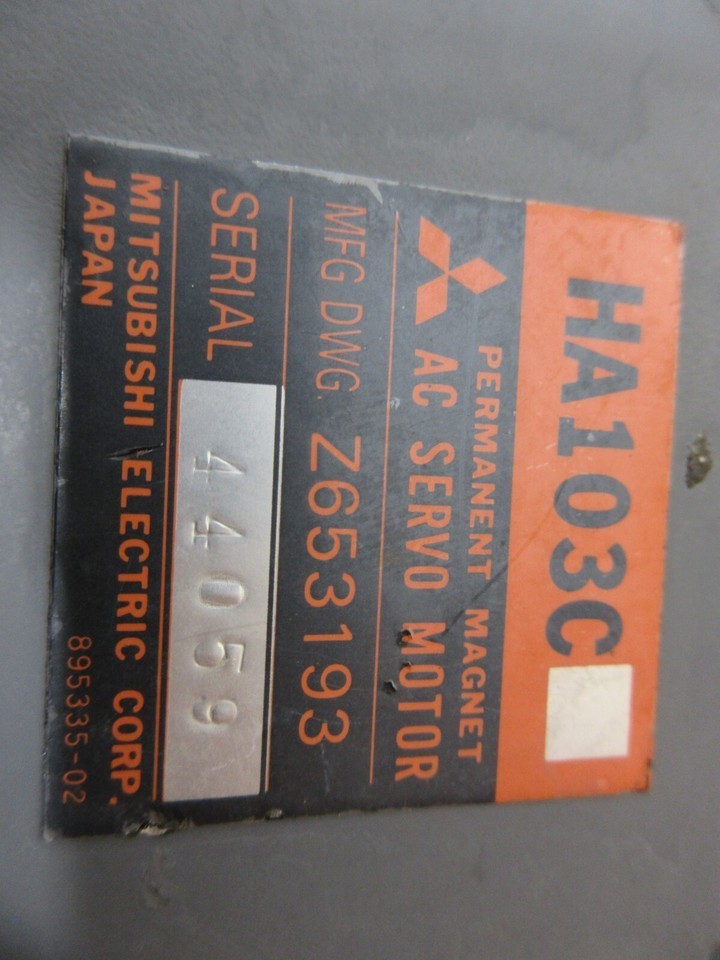 HA103C
PERMANENT MAGNET
AC SERVO MOTOR
MFG DWG. Z653193
SERIAL 44059
MITSUBISHI ELECTRIC CORP.
JAPAN 895335-02